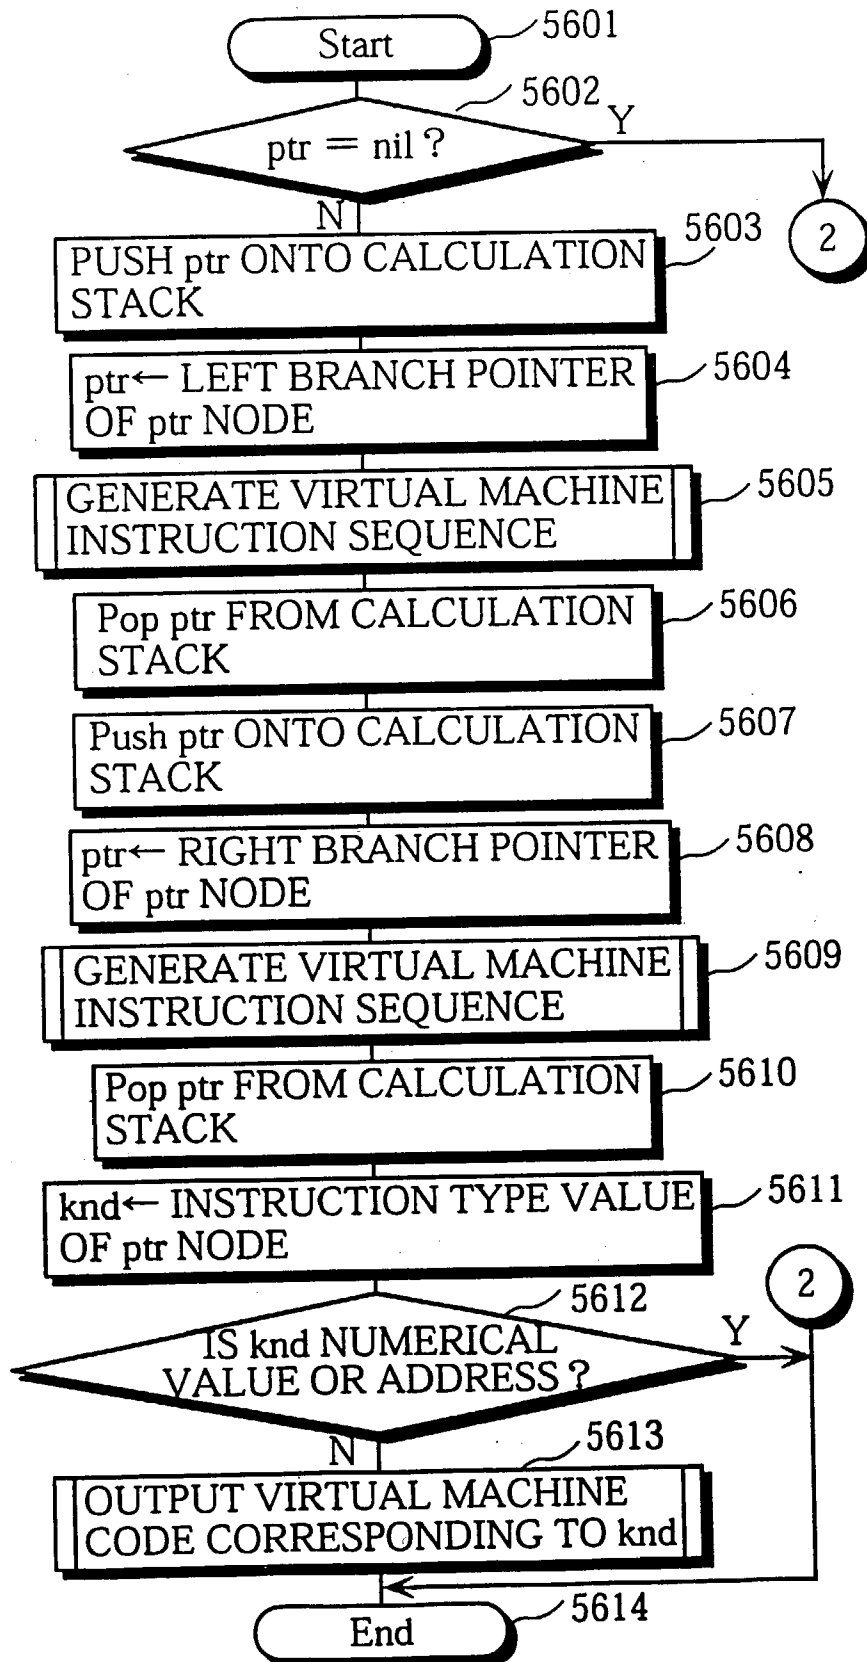 Start
5601
5602
ptr = nil ?
Y
2
N
PUSH ptr ONTO CALCULATION
STACK
5603
ptr← LEFT BRANCH POINTER
OF ptr NODE
5604
GENERATE VIRTUAL MACHINE
INSTRUCTION SEQUENCE
5605
Pop ptr FROM CALCULATION
STACK
5606
Push ptr ONTO CALCULATION
STACK
5607
ptr← RIGHT BRANCH POINTER
OF ptr NODE
5608
GENERATE VIRTUAL MACHINE
INSTRUCTION SEQUENCE
5609
Pop ptr FROM CALCULATION
STACK
5610
knd← INSTRUCTION TYPE VALUE
OF ptr NODE
5611
2
5612
IS knd NUMERICAL
VALUE OR ADDRESS ?
Y
N
5613
OUTPUT VIRTUAL MACHINE
CODE CORRESPONDING TO knd
End
5614